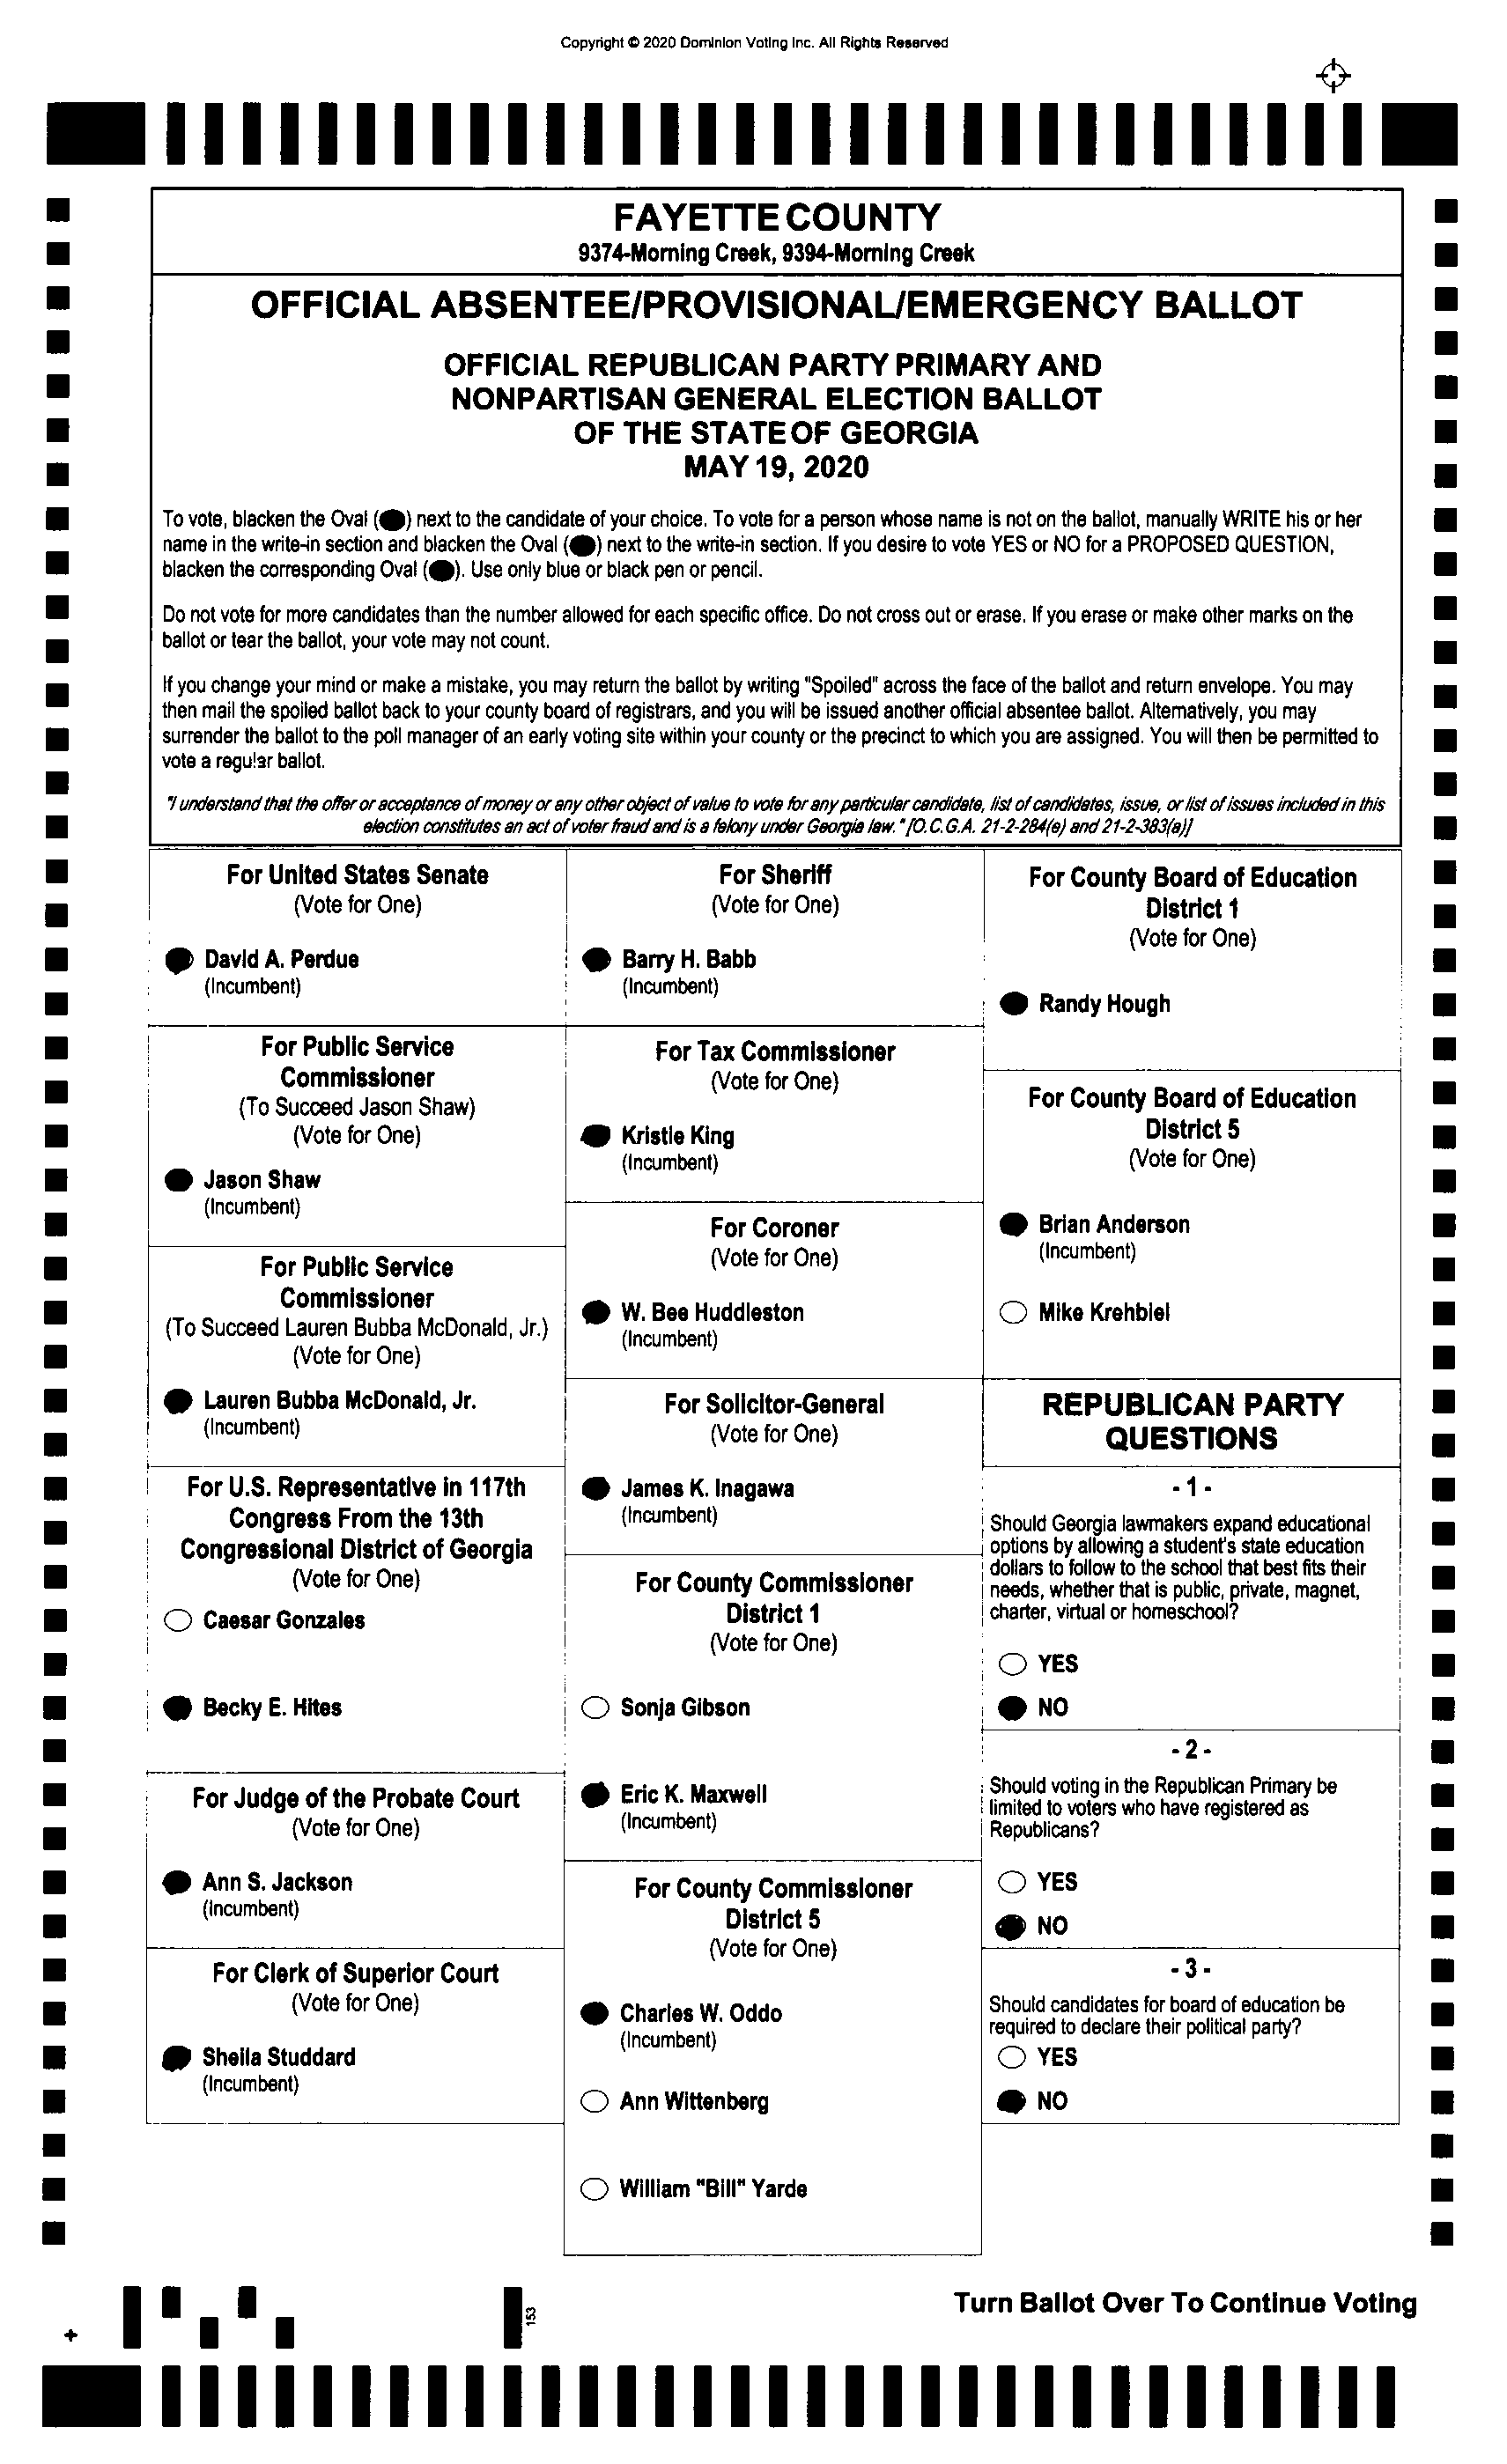 Copyright © 2020 Dominion Voting Inc. All Rights Reserved
FAYETTE COUNTY
9374-Morning Creek, 9394-Morning Creek
OFFICIAL ABSENTEE/PROVISIONAL/EMERGENCY BALLOT
OFFICIAL REPUBLICAN PARTY PRIMARY AND
NONPARTISAN GENERAL ELECTION BALLOT
OF THE STATE OF GEORGIA
MAY 19, 2020
To vote, blacken the Oval (●) next to the candidate of your choice. To vote for a person whose name is not on the ballot, manually WRITE his or her
name in the write-in section and blacken the Oval (●) next to the write-in section. If you desire to vote YES or NO for a PROPOSED QUESTION,
blacken the corresponding Oval (●). Use only blue or black pen or pencil.
Do not vote for more candidates than the number allowed for each specific office. Do not cross out or erase. If you erase or make other marks on the
ballot or tear the ballot, your vote may not count.
If you change your mind or make a mistake, you may return the ballot by writing "Spoiled" across the face of the ballot and return envelope. You may
then mail the spoiled ballot back to your county board of registrars, and you will be issued another official absentee ballot. Alternatively, you may
surrender the ballot to the poll manager of an early voting site within your county or the precinct to which you are assigned. You will then be permitted to
vote a regular ballot.
"I understand that the offer or acceptance of money or any other object of value to vote for any particular candidate, list of candidates, issue, or list of issues included in this
election constitutes an act of voter fraud and is a felony under Georgia law." [O.C.G.A. 21-2-284(e) and 21-2-383(a)]
For United States Senate
(Vote for One)
David A. Perdue
(Incumbent)
For Public Service
Commissioner
(To Succeed Jason Shaw)
(Vote for One)
Jason Shaw
(Incumbent)
For Public Service
Commissioner
(To Succeed Lauren Bubba McDonald, Jr.)
(Vote for One)
Lauren Bubba McDonald, Jr.
(Incumbent)
For U.S. Representative in 117th
Congress From the 13th
Congressional District of Georgia
(Vote for One)
Caesar Gonzales
Becky E. Hites
For Judge of the Probate Court
(Vote for One)
Ann S. Jackson
(Incumbent)
For Clerk of Superior Court
(Vote for One)
Sheila Studdard
(Incumbent)
For Sheriff
(Vote for One)
Barry H. Babb
(Incumbent)
For Tax Commissioner
(Vote for One)
Kristie King
(Incumbent)
For Coroner
(Vote for One)
W. Bee Huddleston
(Incumbent)
For Solicitor-General
(Vote for One)
James K. Inagawa
(Incumbent)
For County Commissioner
District 1
(Vote for One)
Sonja Gibson
Eric K. Maxwell
(Incumbent)
For County Commissioner
District 5
(Vote for One)
Charles W. Oddo
(Incumbent)
Ann Wittenberg
William "Bill" Yarde
For County Board of Education
District 1
(Vote for One)
Randy Hough
For County Board of Education
District 5
(Vote for One)
Brian Anderson
(Incumbent)
Mike Krehbiel
REPUBLICAN PARTY
QUESTIONS
- 1 -
Should Georgia lawmakers expand educational
options by allowing a student's state education
dollars to follow to the school that best fits their
needs, whether that is public, private, magnet,
charter, virtual or homeschool?
YES
NO
- 2 -
Should voting in the Republican Primary be
limited to voters who have registered as
Republicans?
YES
NO
- 3 -
Should candidates for board of education be
required to declare their political party?
YES
NO
153
Turn Ballot Over To Continue Voting